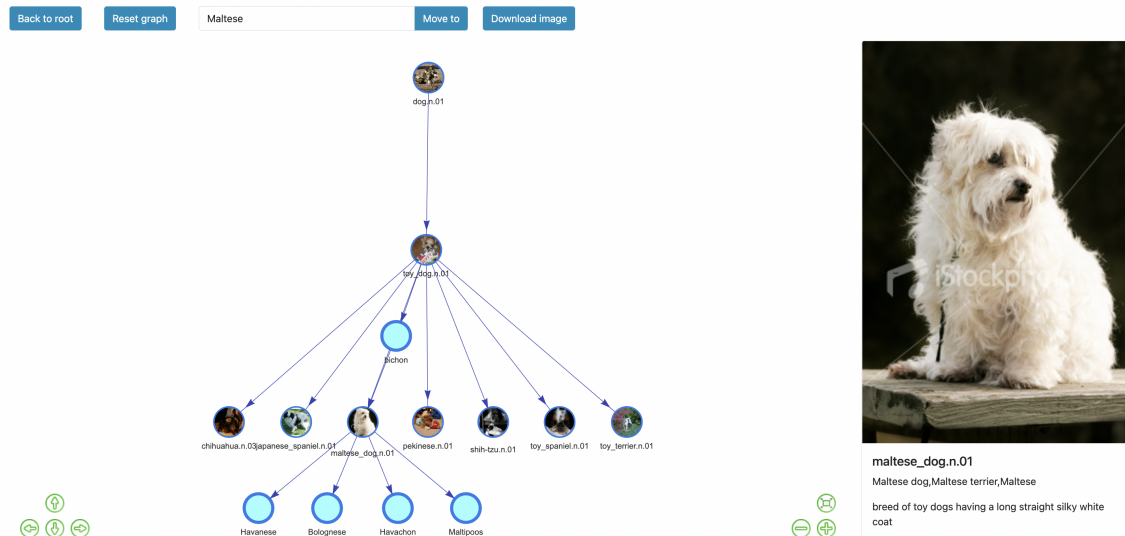 Back to root
Reset graph
Maltese
Move to
Download image
dog.n.01
toy_dog.n.01
bichon
chihuahua.n.03
japanese_spaniel.n.01
maltese_dog.n.01
pekinese.n.01
shih-tzu.n.01
toy_spaniel.n.01
toy_terrier.n.01
Havanese
Bolognese
Havachon
Maltipoos
maltese_dog.n.01
Maltese dog,Maltese terrier,Maltese
breed of toy dogs having a long straight silky white
coat